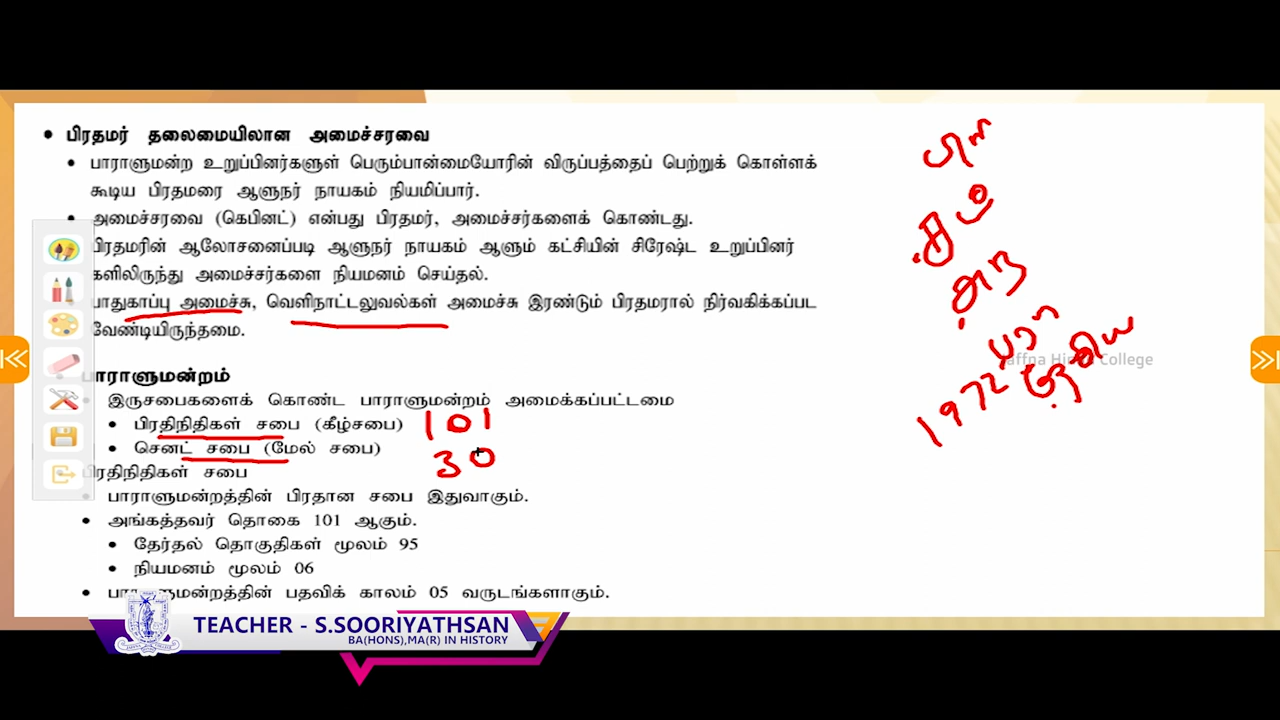 • பிரதமர் தலைமையிலான அமைச்சரவை
• பாராளுமன்ற உறுப்பினர்களுள் பெரும்பான்மையோரின் விருப்பத்தைப் பெற்றுக் கொள்ளக்
கூடிய பிரதமரை ஆளுநர் நாயகம் நியமிப்பார்.
• அமைச்சரவை (கெபினட்) என்பது பிரதமர், அமைச்சர்களைக் கொண்டது.
பிரதமரின் ஆலோசனைப்படி ஆளுநர் நாயகம் ஆளும் கட்சியின் சிரேஷ்ட உறுப்பினர்
களிலிருந்து அமைச்சர்களை நியமனம் செய்தல்.
பாதுகாப்பு அமைச்சு, வெளிநாட்டலுவல்கள் அமைச்சு இரண்டும் பிரதமரால் நிர்வகிக்கப்பட
வேண்டியிருந்தமை.
பாராளுமன்றம்
இருசபைகளைக் கொண்ட பாராளுமன்றம் அமைக்கப்பட்டமை
• பிரதிநிதிகள் சபை (கீழ்சபை) 101
• செனட் சபை (மேல் சபை) 30
பிரதிநிதிகள் சபை
பாராளுமன்றத்தின் பிரதான சபை இதுவாகும்.
• அங்கத்தவர் தொகை 101 ஆகும்.
• தேர்தல் தொகுதிகள் மூலம் 95
• நியமனம் மூலம் 06
• பாராளுமன்றத்தின் பதவிக் காலம் 05 வருடங்களாகும்.
1972
Jaffna Hindu College
TEACHER - S.SOORIYATHSAN
BA(HONS),MA(R) IN HISTORY